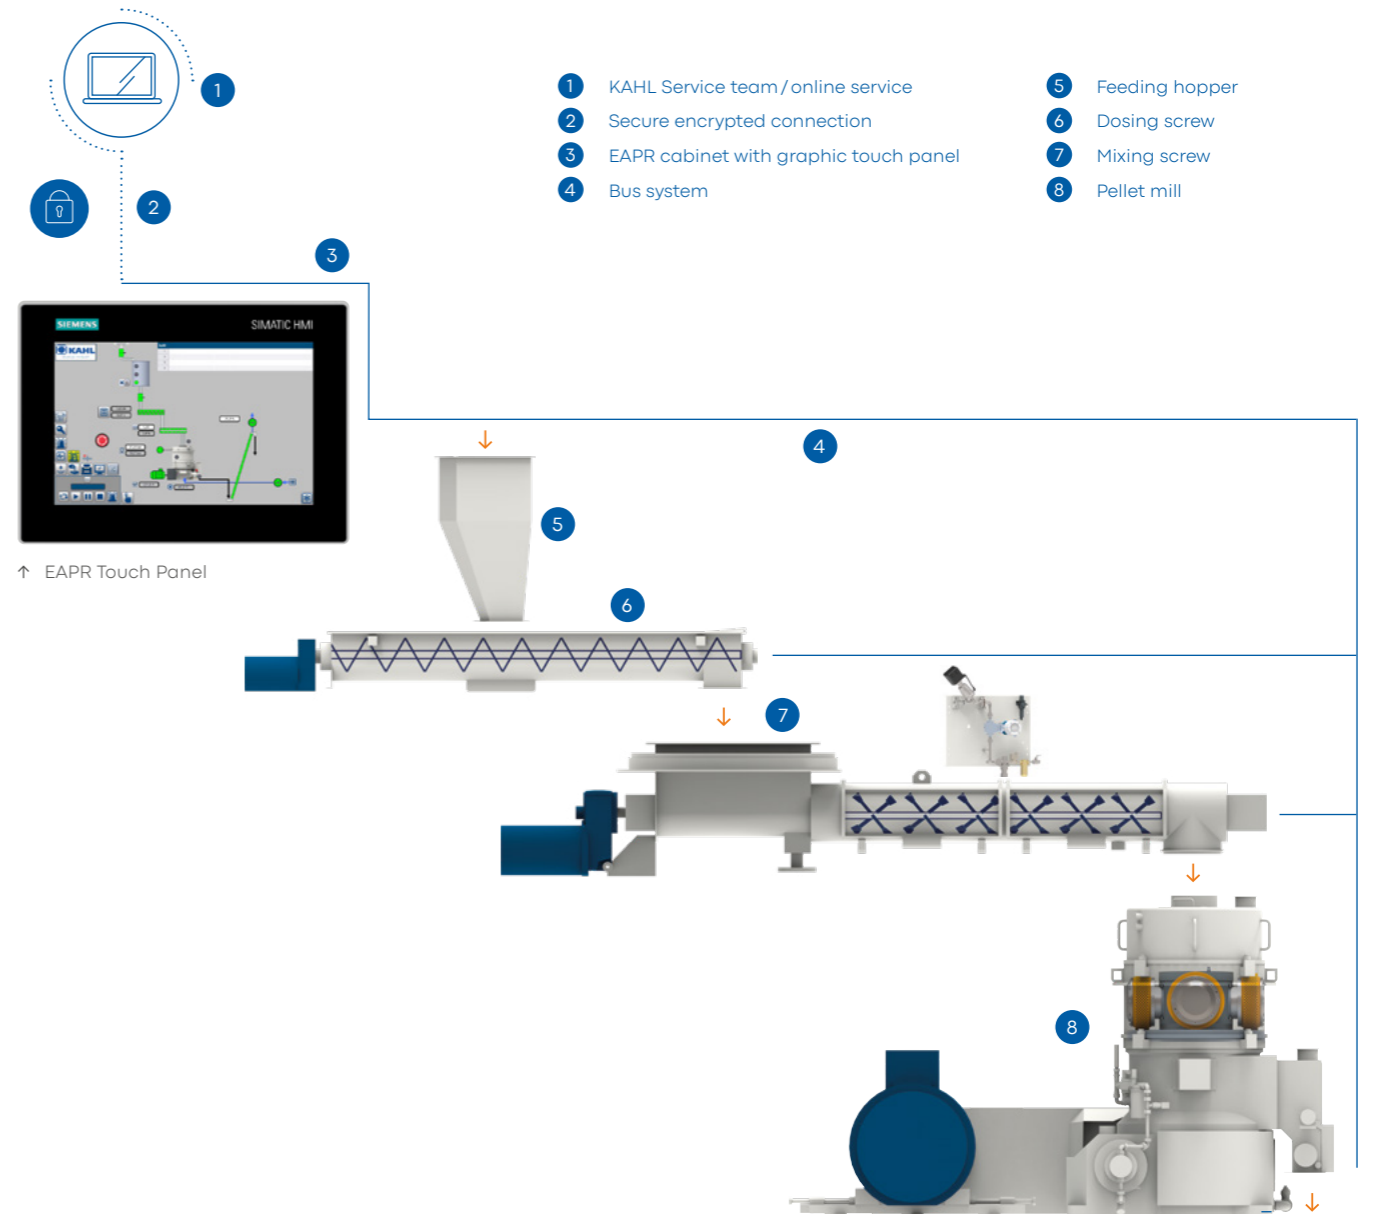 1
1 KAHL Service team / online service
2 Secure encrypted connection
3 EAPR cabinet with graphic touch panel
4 Bus system
5 Feeding hopper
6 Dosing screw
7 Mixing screw
8 Pellet mill
2
3
SIEMENS
SIMATIC HMI
KAHL
4
5
↑ EAPR Touch Panel
6
7
8